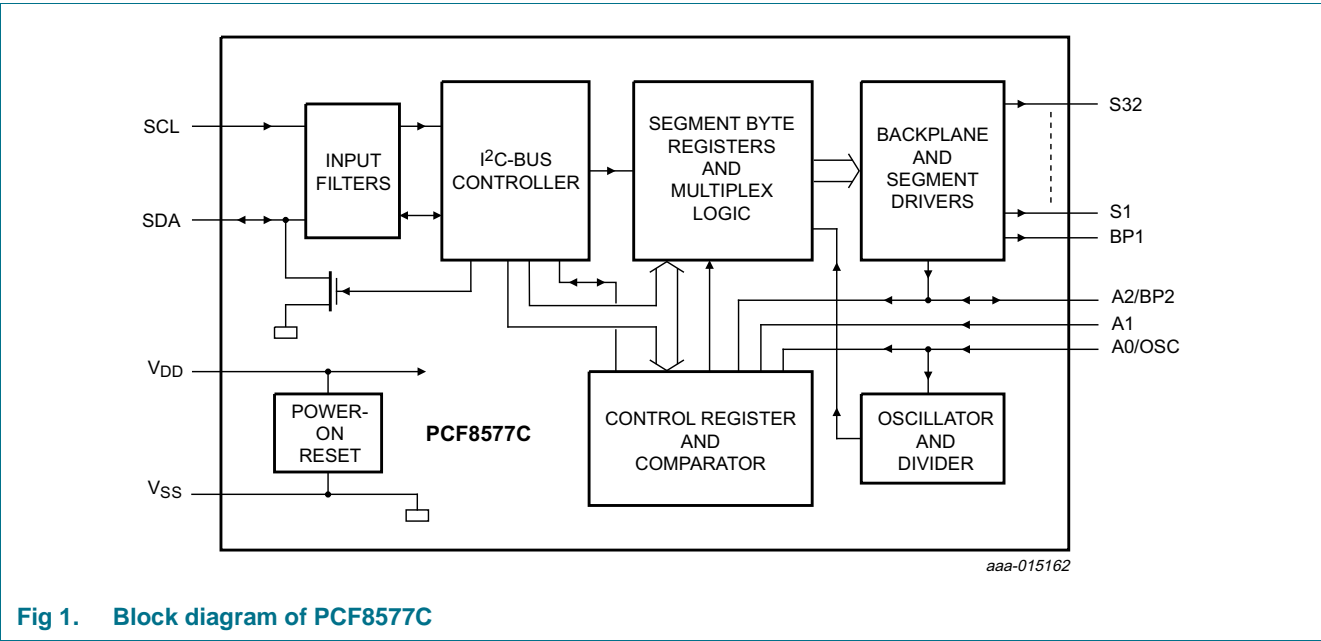 SCL
SDA
INPUT
FILTERS
I²C-BUS
CONTROLLER
SEGMENT BYTE
REGISTERS
AND
MULTIPLEX
LOGIC
BACKPLANE
AND
SEGMENT
DRIVERS
S32
S1
BP1
A2/BP2
A1
A0/OSC
VDD
POWER-
ON
RESET
VSS
PCF8577C
CONTROL REGISTER
AND
COMPARATOR
OSCILLATOR
AND
DIVIDER
aaa-015162
Fig 1. Block diagram of PCF8577C